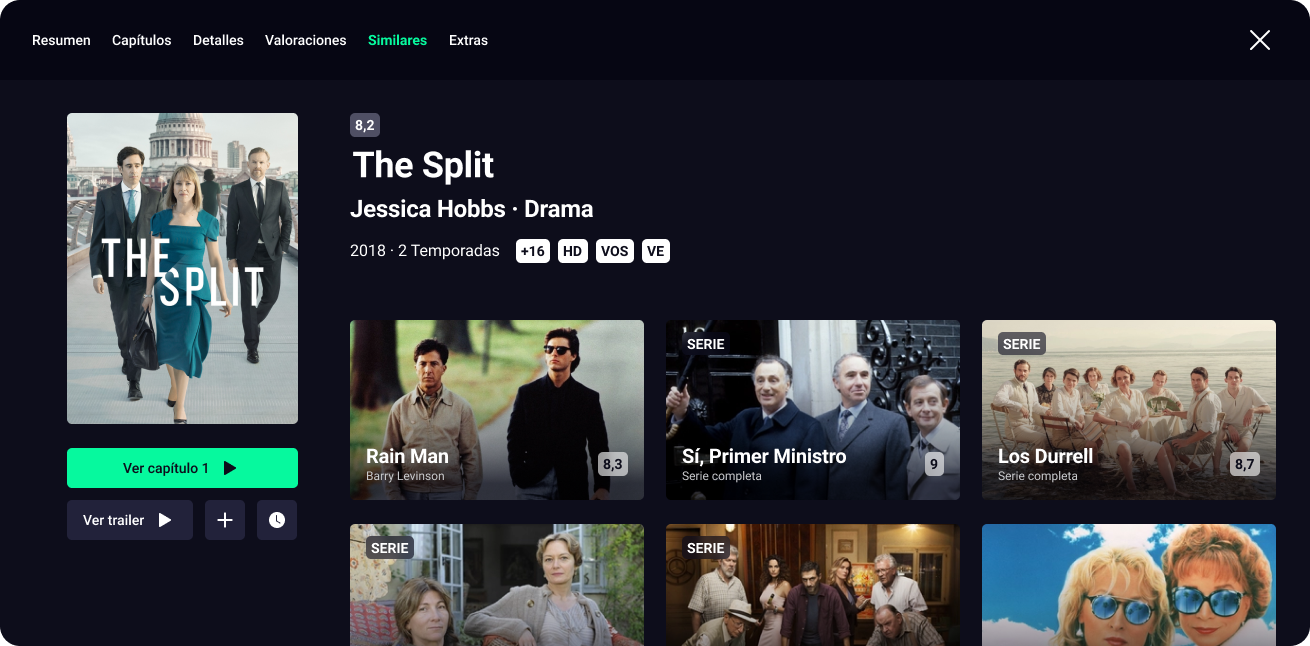 Resumen Capítulos Detalles Valoraciones Similares Extras
THE
SPLIT
Ver capítulo 1
Ver trailer
8,2
The Split
Jessica Hobbs · Drama
2018 · 2 Temporadas +16 HD VOS VE
Rain Man
Barry Levinson
8,3
SERIE
Sí, Primer Ministro
Serie completa
9
SERIE
Los Durrell
Serie completa
8,7
SERIE
SERIE